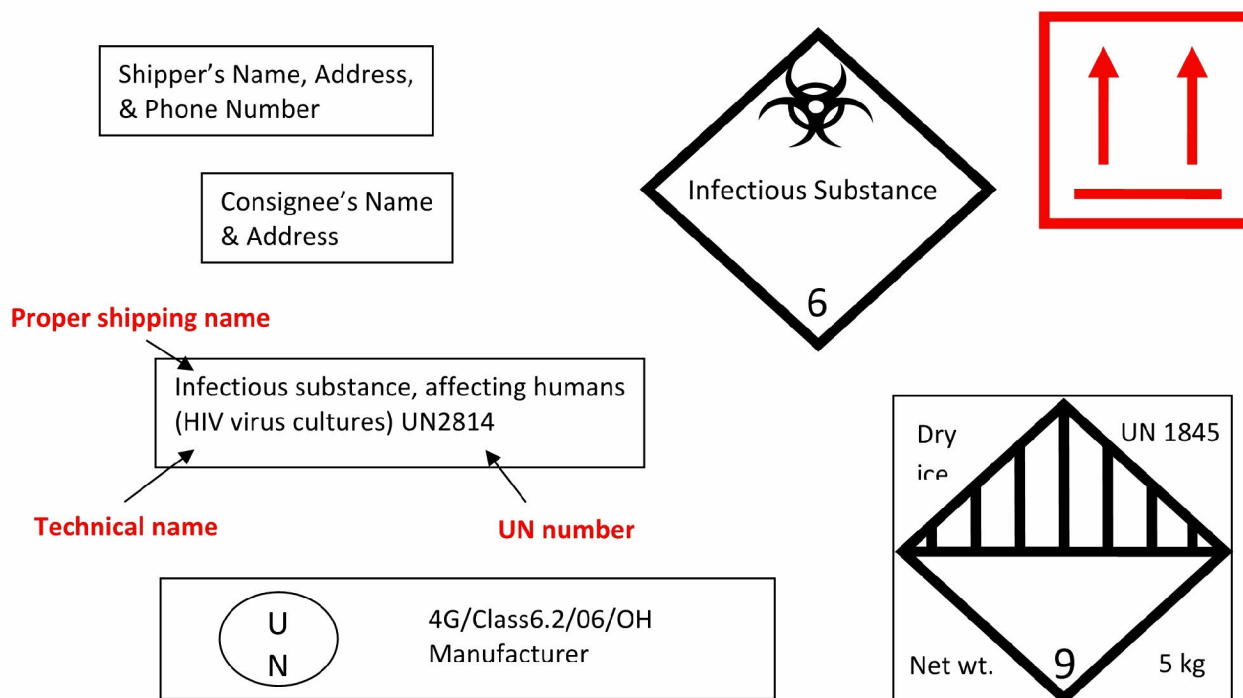 Shipper's Name, Address,
& Phone Number
Consignee's Name
& Address
Proper shipping name
Infectious substance, affecting humans
(HIV virus cultures) UN2814
Technical name
UN number
U
N
4G/Class6.2/06/OH
Manufacturer
Infectious Substance
6
Dry
ice
UN 1845
Net wt.
9
5 kg